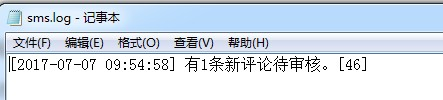 sms.log - 记事本
文件(F) 编辑(E) 格式(O) 查看(V) 帮助(H)
[2017-07-07 09:54:58] 有1条新评论待审核。[46]